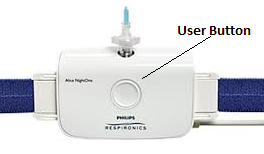 User Button
Alice NightOne
PHILIPS
RESPIRONICS